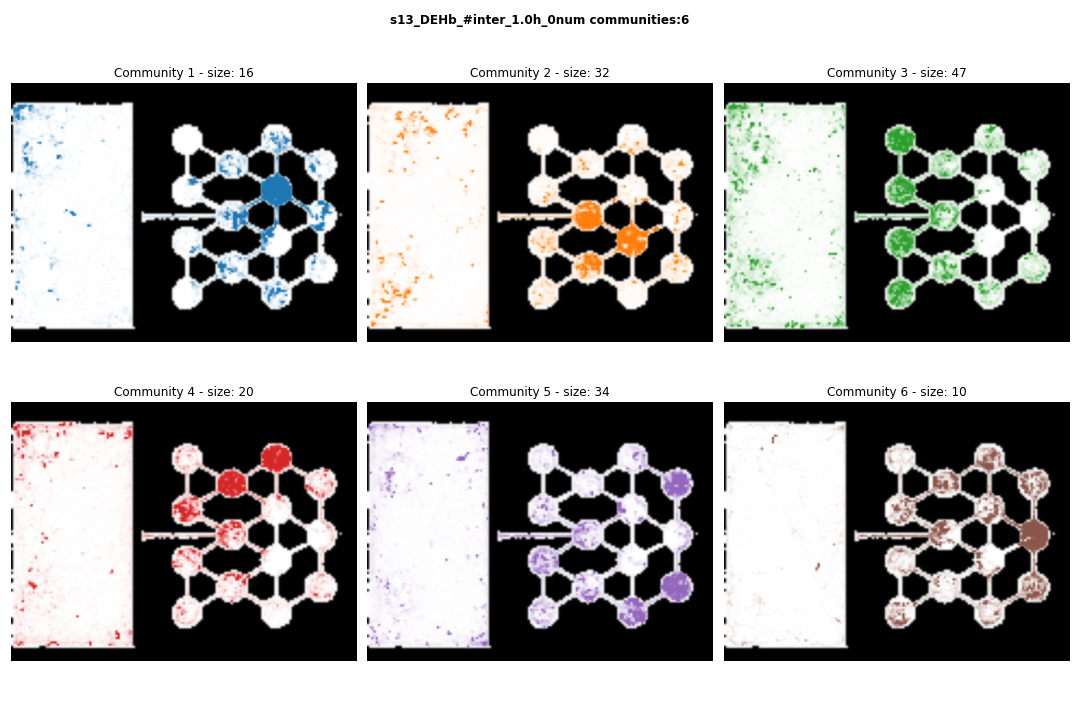 s13_DEHb_#inter_1.0h_0num communities:6
Community 1 - size: 16
Community 2 - size: 32
Community 3 - size: 47
Community 4 - size: 20
Community 5 - size: 34
Community 6 - size: 10